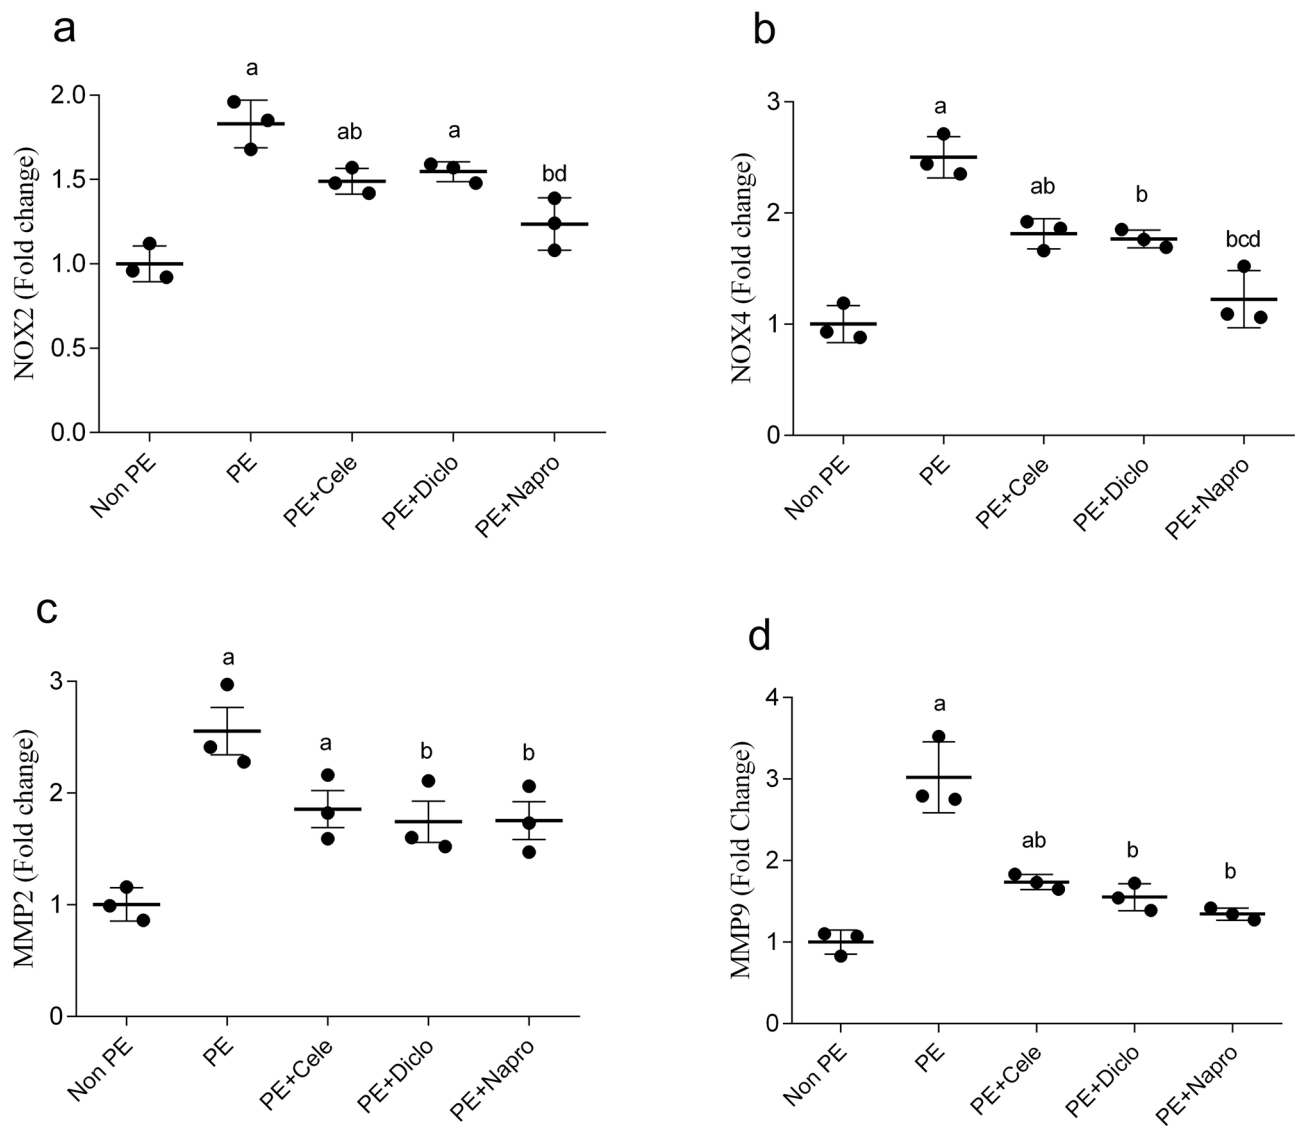 a
NOX2 (Fold change)
2.0
1.5
1.0
0.5
0.0
a
ab
a
bd
Non PE
PE
PE+Cele
PE+Diclo
PE+Napro
b
NOX4 (Fold change)
3
2
1
0
a
ab
b
bcd
Non PE
PE
PE+Cele
PE+Diclo
PE+Napro
c
MMP2 (Fold change)
3
2
1
0
a
a
b
b
Non PE
PE
PE+Cele
PE+Diclo
PE+Napro
d
MMP9 (Fold Change)
4
3
2
1
0
a
ab
b
b
Non PE
PE
PE+Cele
PE+Diclo
PE+Napro